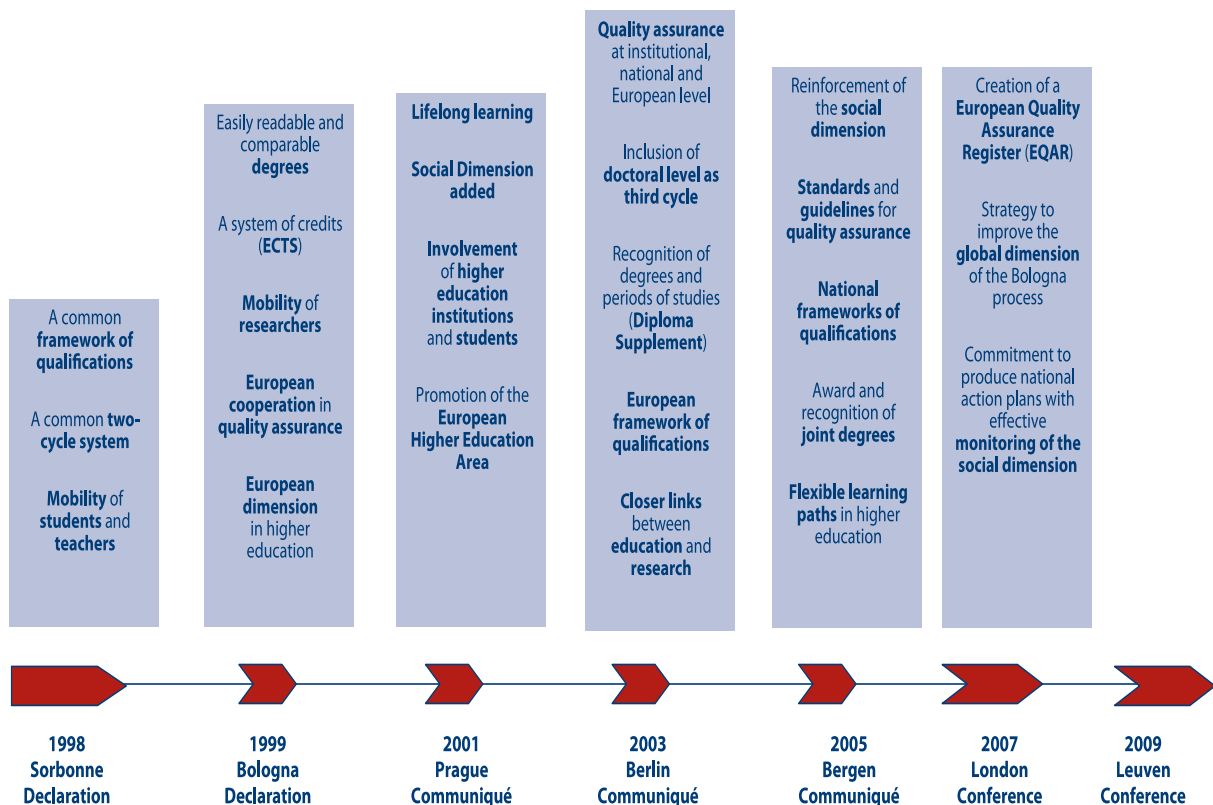 A common
framework of
qualifications
A common two-
cycle system
Mobility of
students and
teachers
1998
Sorbonne
Declaration
Easily readable and
comparable
degrees
A system of credits
(ECTS)
Mobility of
researchers
European
cooperation in
quality assurance
European
dimension
in higher
education
1999
Bologna
Declaration
Lifelong learning
Social Dimension
added
Involvement
of higher
education
institutions
and students
Promotion of the
European
Higher Education
Area
2001
Prague
Communiqué
Quality assurance
at institutional,
national and
European level
Inclusion of
doctoral level as
third cycle
Recognition of
degrees and
periods of studies
(Diploma
Supplement)
European
framework of
qualifications
Closer links
between
education and
research
2003
Berlin
Communiqué
Reinforcement of
the social
dimension
Standards and
guidelines for
quality assurance
National
frameworks of
qualifications
Award and
recognition of
joint degrees
Flexible learning
paths in higher
education
2005
Bergen
Communiqué
Creation of a
European Quality
Assurance
Register (EQAR)
Strategy to
improve the
global dimension
of the Bologna
process
Commitment to
produce national
action plans with
effective
monitoring of the
social dimension
2007
London
Conference
2009
Leuven
Conference